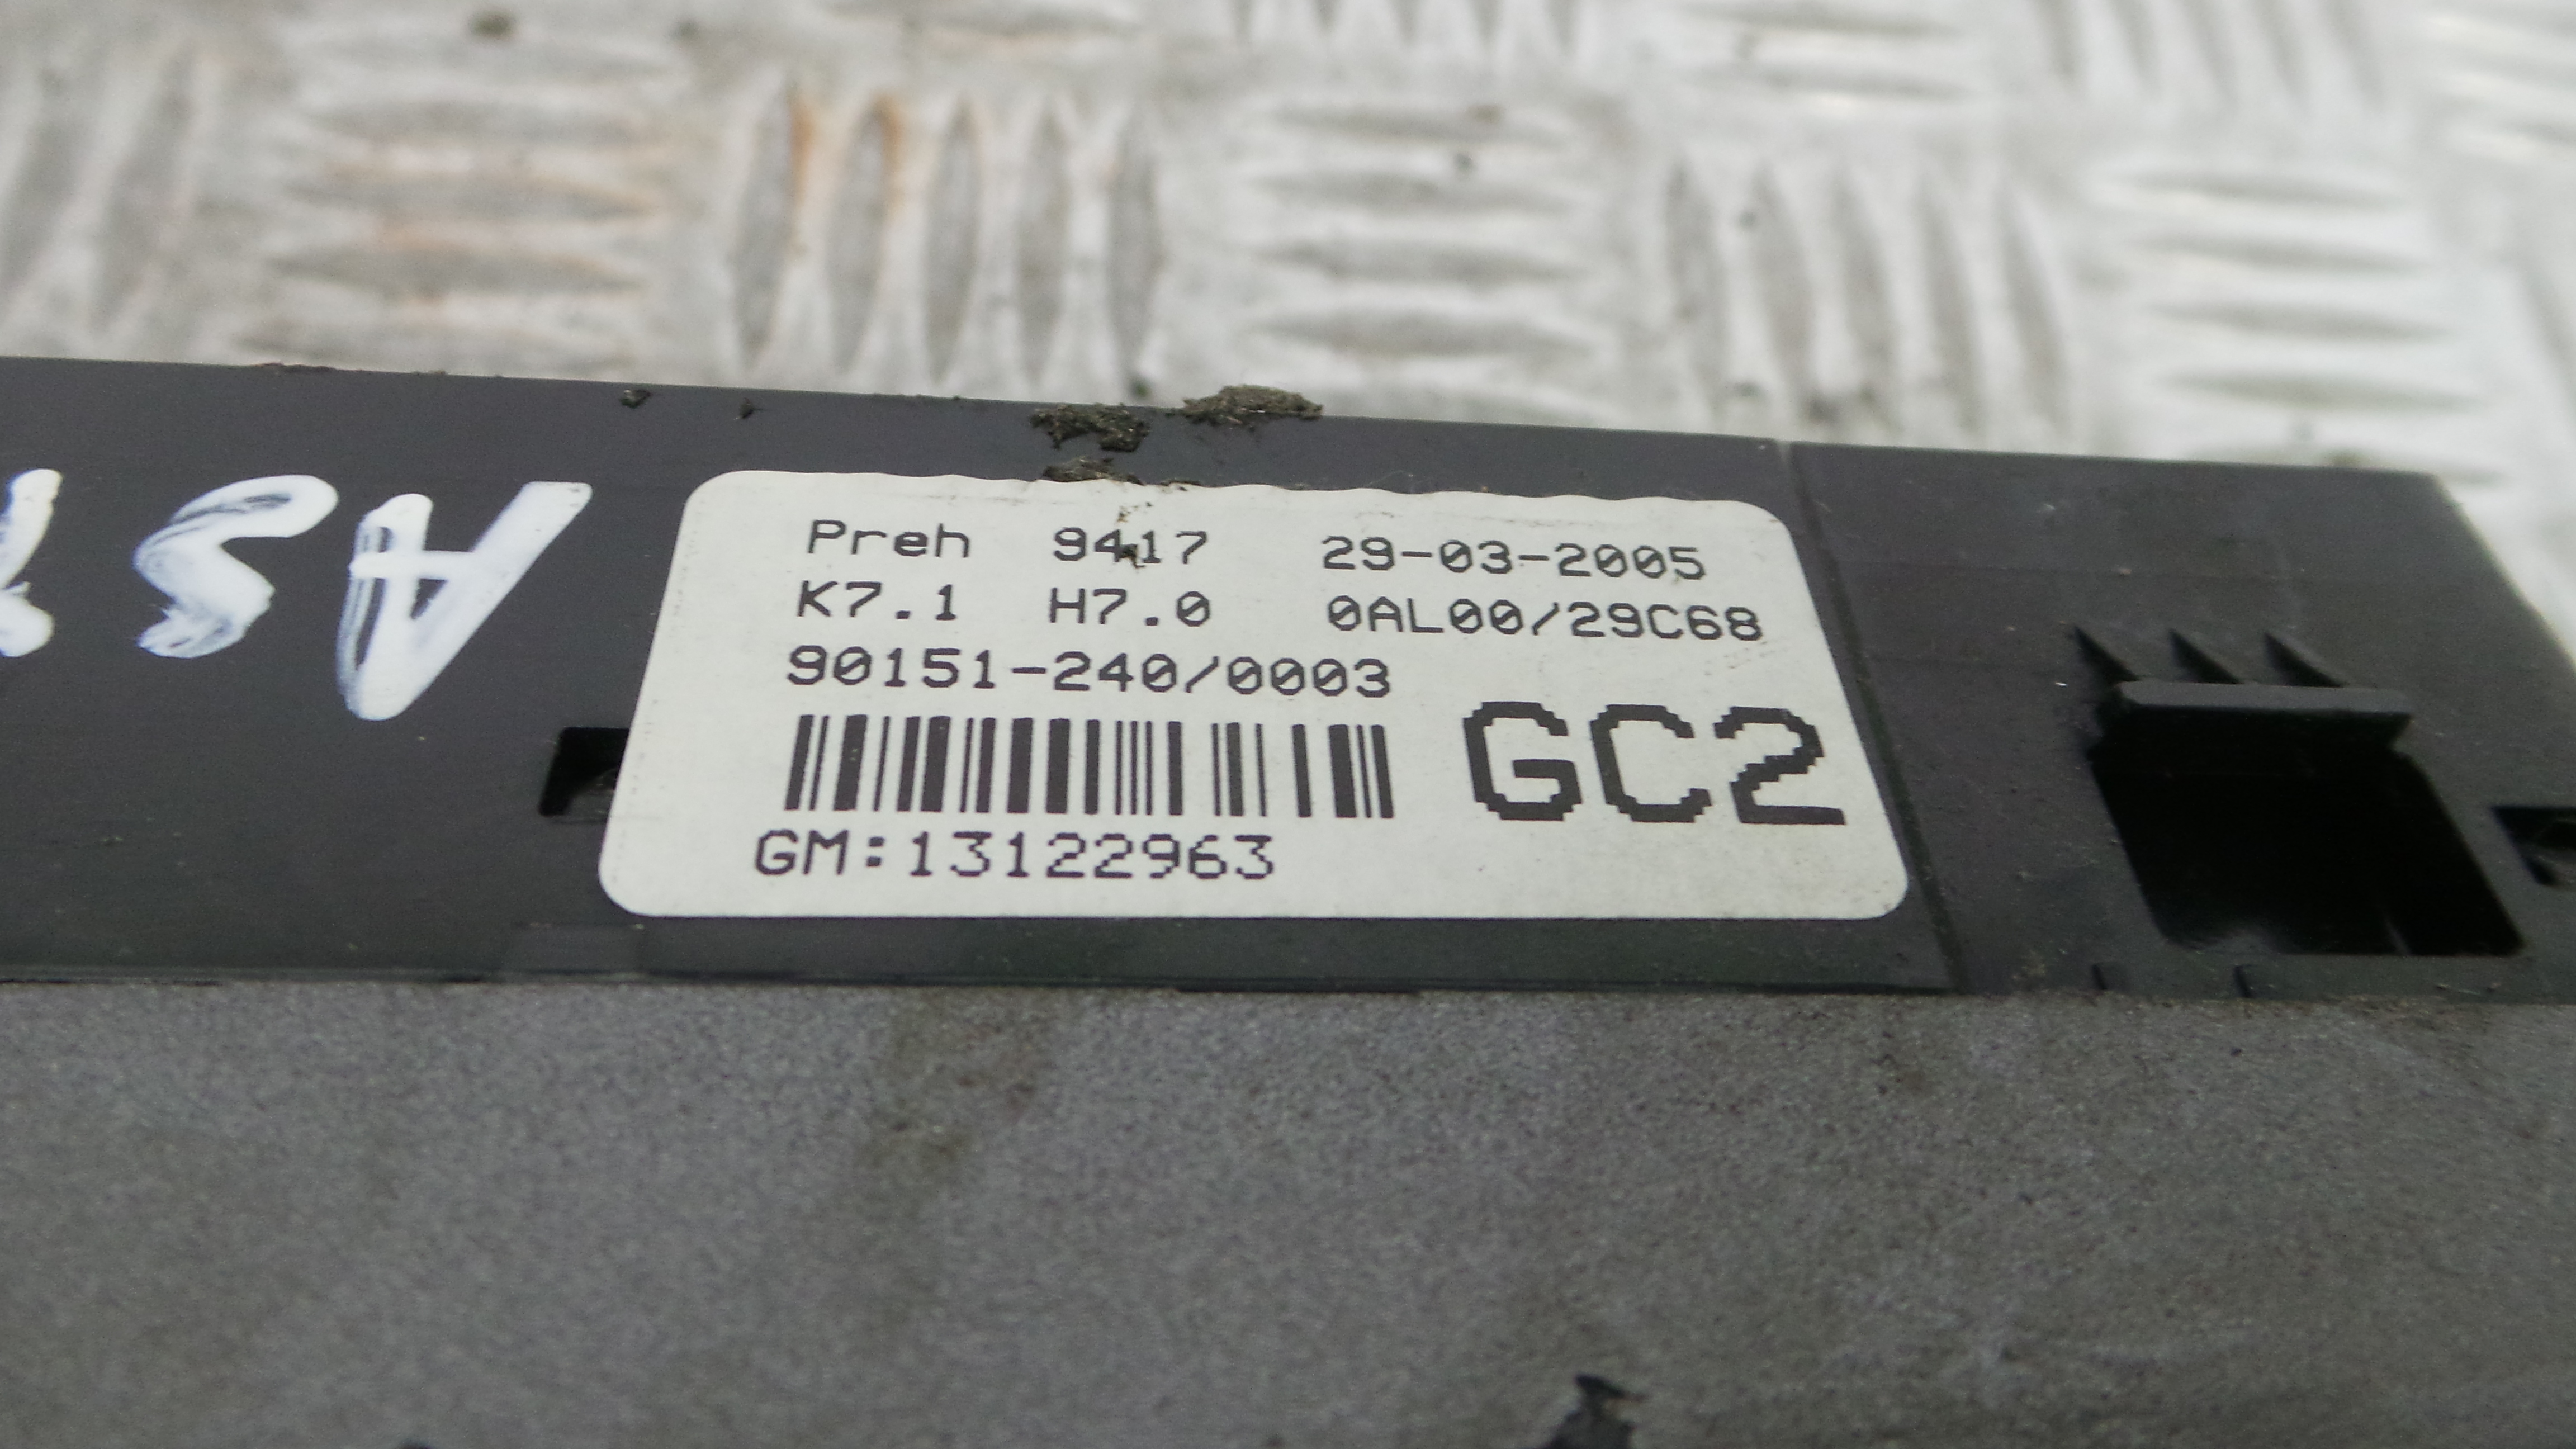 Preh 9417 29-03-2005
K7.1 H7.0 0AL00/29C68
90151-240/0003
GC2
GM:13122963